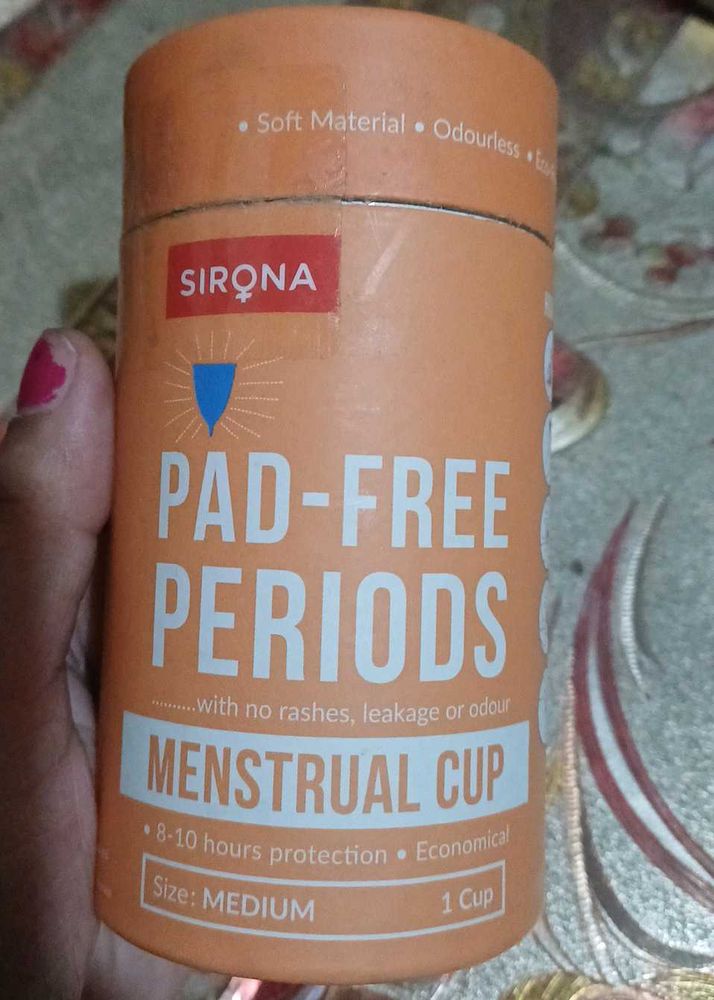 • Soft Material • Odourless •
SIRONA
PAD-FREE
PERIODS
..........with no rashes, leakage or odour
MENSTRUAL CUP
• 8-10 hours protection • Economical
Size: MEDIUM 1 Cup